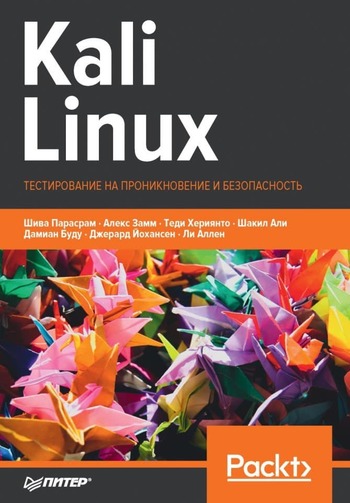 Kali
Linux
ТЕСТИРОВАНИЕ НА ПРОНИКНОВЕНИЕ И БЕЗОПАСНОСТЬ
Шива Парасрам · Алекс Замм · Теди Хериянто · Шакил Али
Дамиан Буду · Джерард Йохансен · Ли Аллен
ПИТЕР®
Packt>